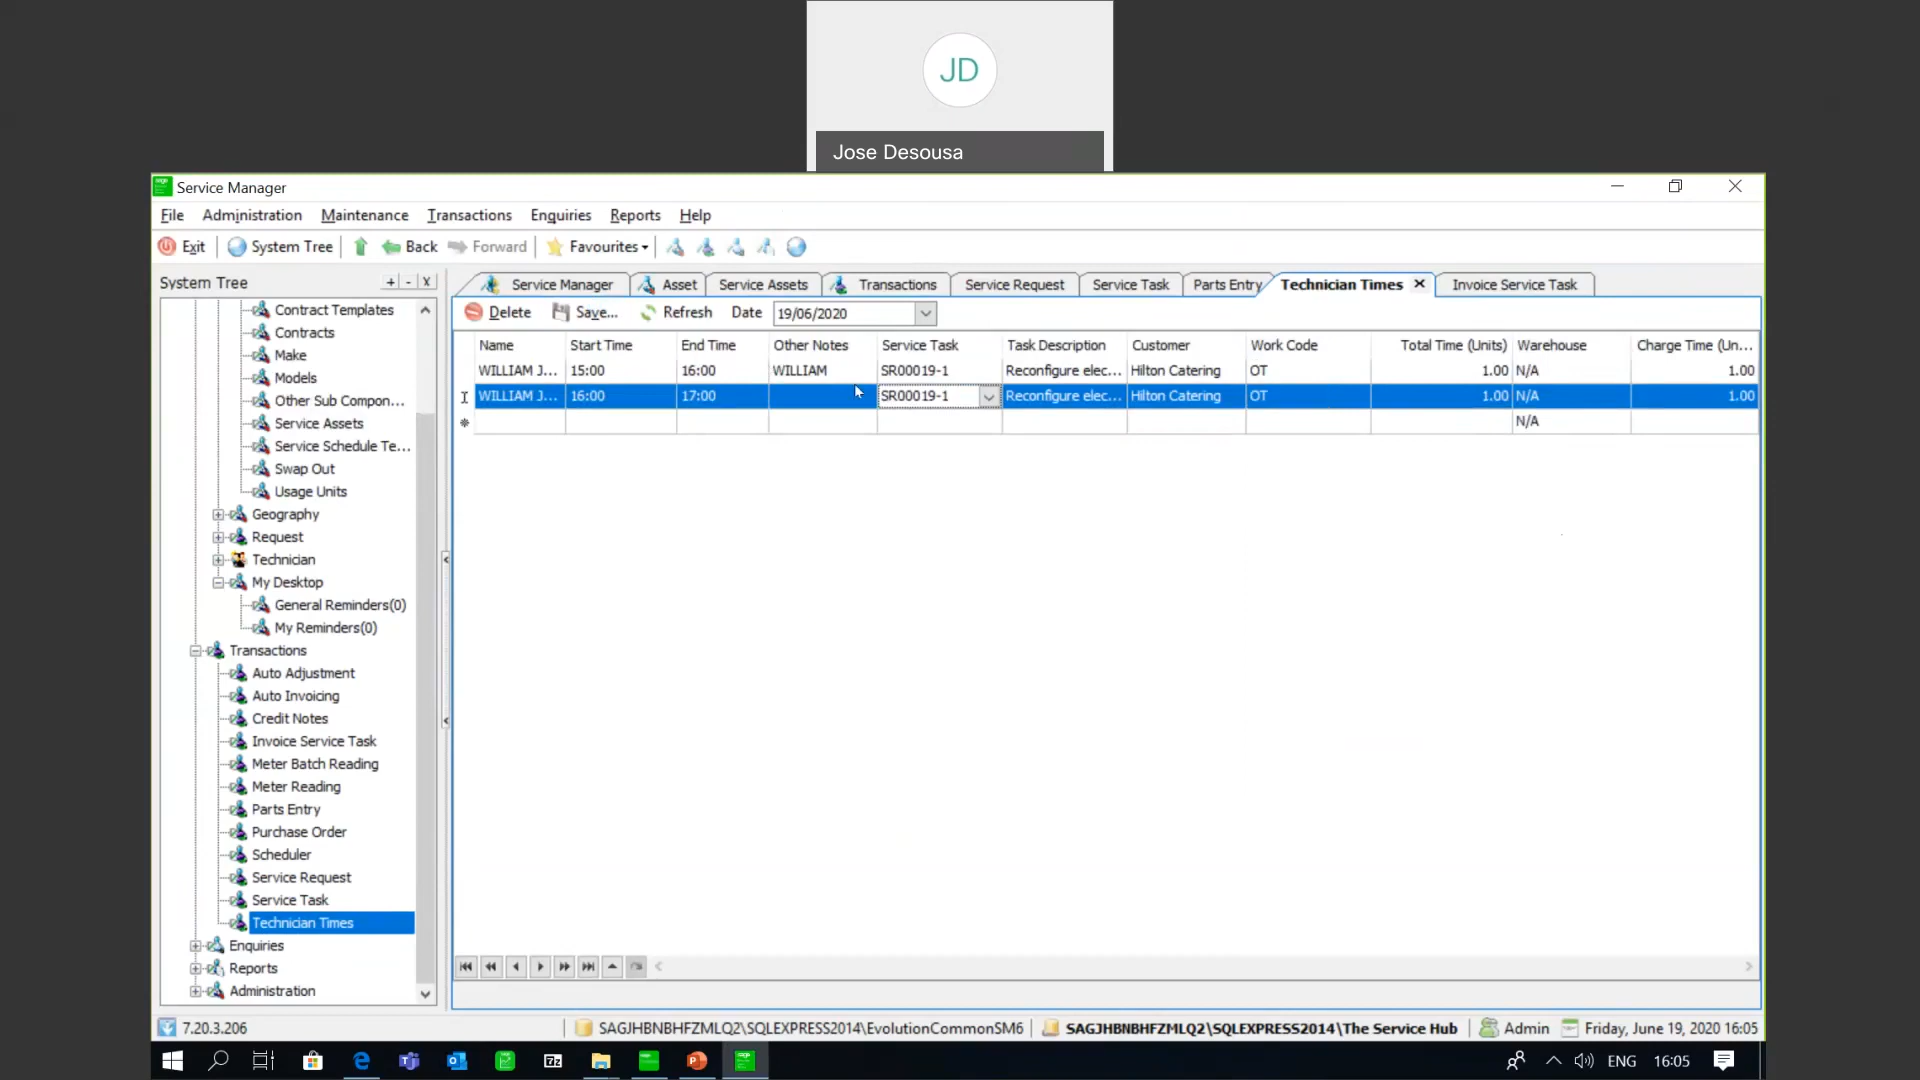 JD
Jose Desousa
Service Manager
File Administration Maintenance Transactions Enquiries Reports Help
Exit System Tree Back Forward Favourites
System Tree + - X
Service Manager Asset Service Assets Transactions Service Request Service Task Parts Entry Technician Times Invoice Service Task
Delete Save... Refresh Date 19/06/2020
Name Start Time End Time Other Notes Service Task Task Description Customer Work Code Total Time (Units) Warehouse Charge Time (Un...
WILLIAM J... 15:00 16:00 WILLIAM SR00019-1 Reconfigure elec... Hilton Catering OT 1.00 N/A 1.00
WILLIAM J... 16:00 17:00 SR00019-1 Reconfigure elec... Hilton Catering OT 1.00 N/A 1.00
N/A
Contract Templates
Contracts
Make
Models
Other Sub Compon...
Service Assets
Service Schedule Te...
Swap Out
Usage Units
Geography
Request
Technician
My Desktop
General Reminders(0)
My Reminders(0)
Transactions
Auto Adjustment
Auto Invoicing
Credit Notes
Invoice Service Task
Meter Batch Reading
Meter Reading
Parts Entry
Purchase Order
Scheduler
Service Request
Service Task
Technician Times
Enquiries
Reports
Administration
7.20.3.206 SAGJHBNBHFZMLQ2\SQLEXPRESS2014\EvolutionCommonSM6 SAGJHBNBHFZMLQ2\SQLEXPRESS2014\The Service Hub Admin Friday, June 19, 2020 16:05
7z ENG 16:05